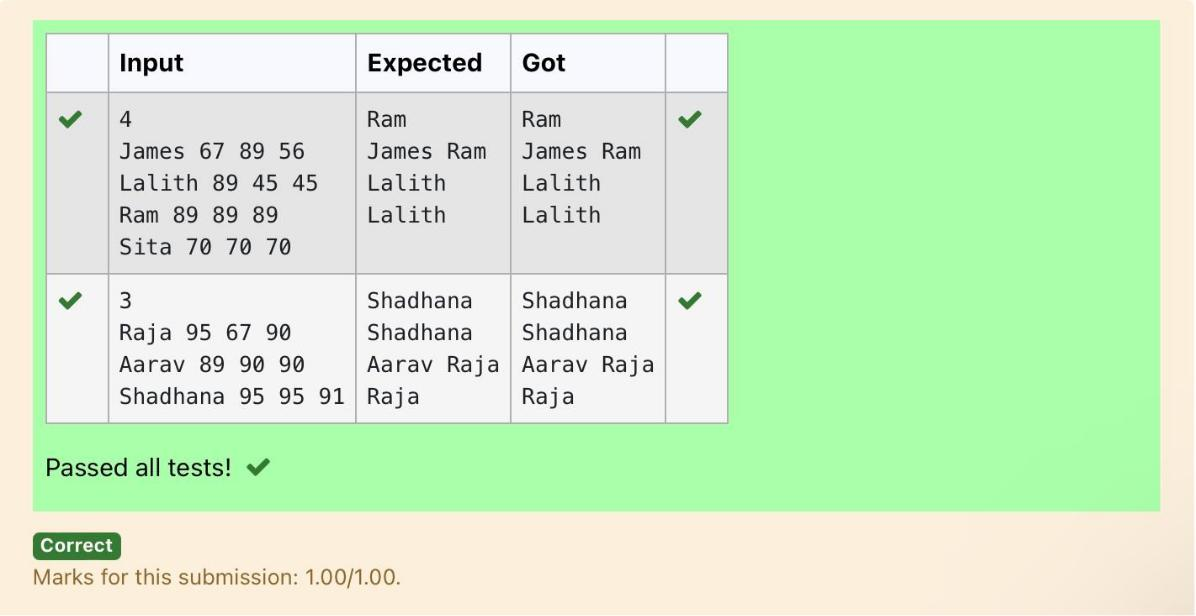 Input Expected Got
4 Ram Ram
James 67 89 56 James Ram James Ram
Lalith 89 45 45 Lalith Lalith
Ram 89 89 89 Lalith Lalith
Sita 70 70 70
3 Shadhana Shadhana
Raja 95 67 90 Shadhana Shadhana
Aarav 89 90 90 Aarav Raja Aarav Raja
Shadhana 95 95 91 Raja Raja
Passed all tests!
Correct
Marks for this submission: 1.00/1.00.